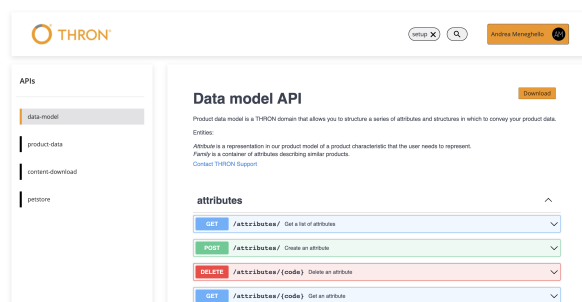 THRON
setup X
Andrea Meneghello AM
APIs
data-model
product-data
content-download
petstore
Data model API
Download
Product data model is a THRON domain that allows you to structure a series of attributes and structures in which to convey your product data.
Entities:
Attribute is a representation in our product model of a product characteristic that the user needs to represent.
Family is a container of attributes describing similar products.
Contact THRON Support
attributes
GET /attributes/ Get a list of attributes
POST /attributes/ Create an attribute
DELETE /attributes/{code} Delete an attribute
GET /attributes/{code} Get an attribute